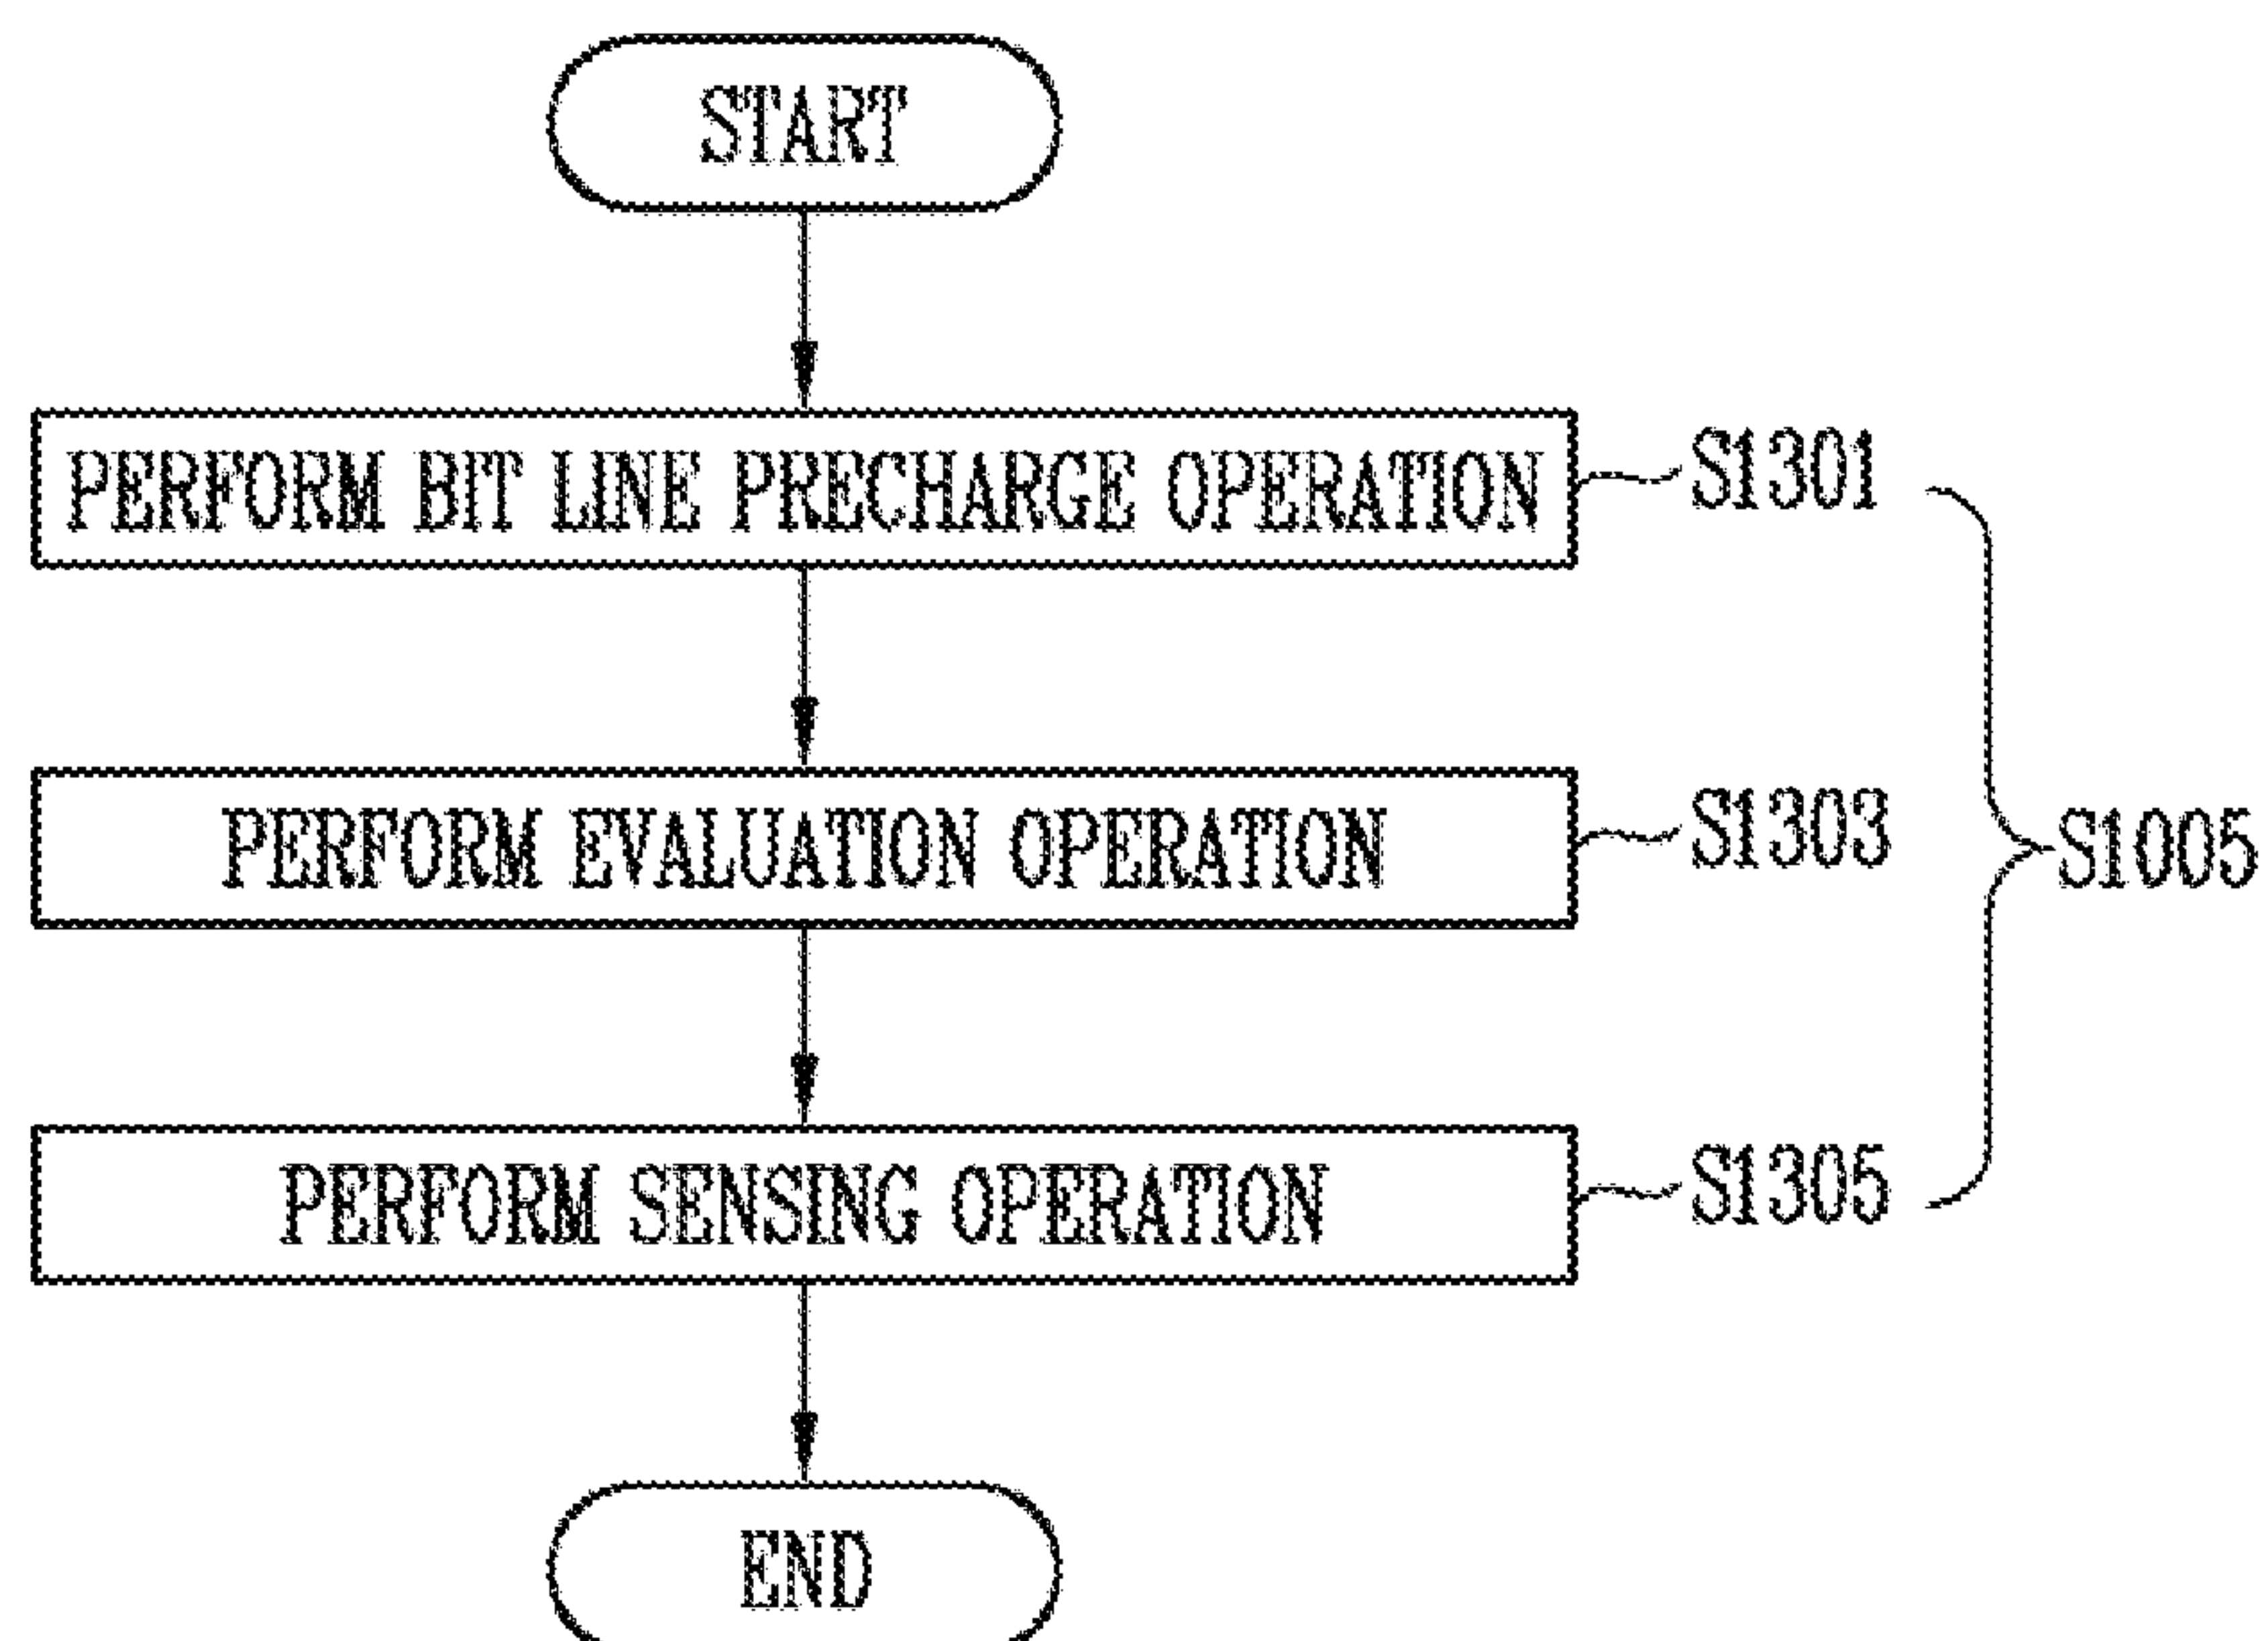 START
PERFORM BIT LINE PRECHARGE OPERATION
S1301
PERFORM EVALUATION OPERATION
S1303
S1005
PERFORM SENSING OPERATION
S1305
END